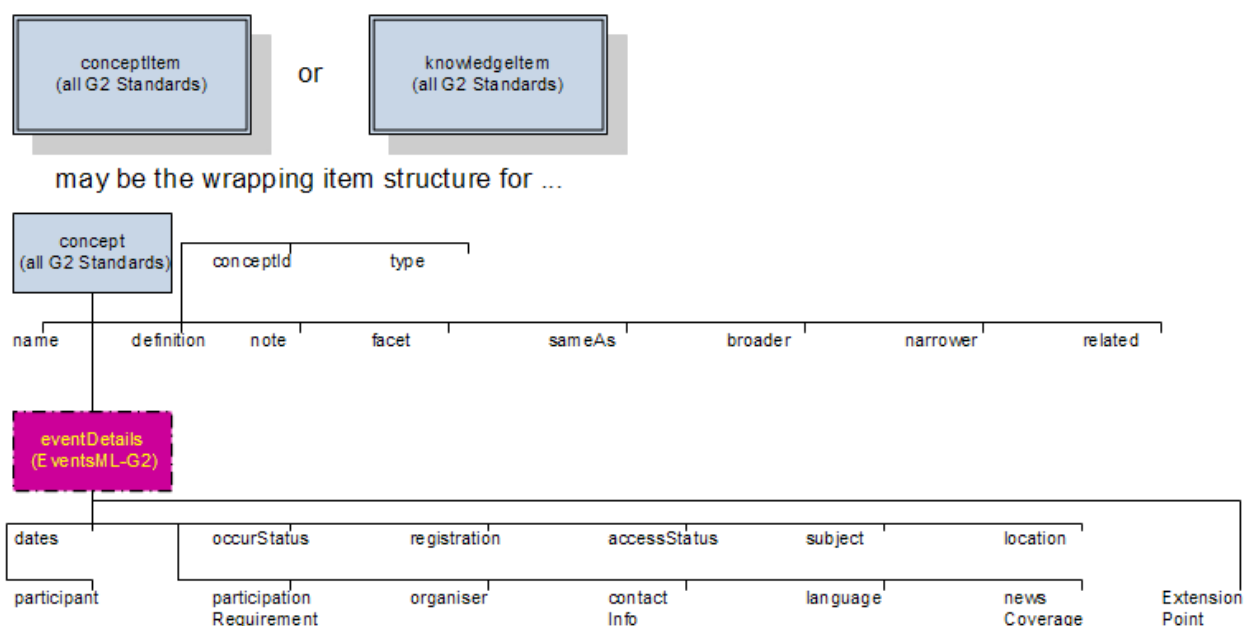 conceptItem
(all G2 Standards)
or
knowledgeItem
(all G2 Standards)
may be the wrapping item structure for ...
concept
(all G2 Standards)
conceptId
type
name
definition
note
facet
sameAs
broader
narrower
related
eventDetails
(EventsML-G2)
dates
occurStatus
registration
accessStatus
subject
location
participant
participation
Requirement
organiser
contact
Info
language
news
Coverage
Extension
Point